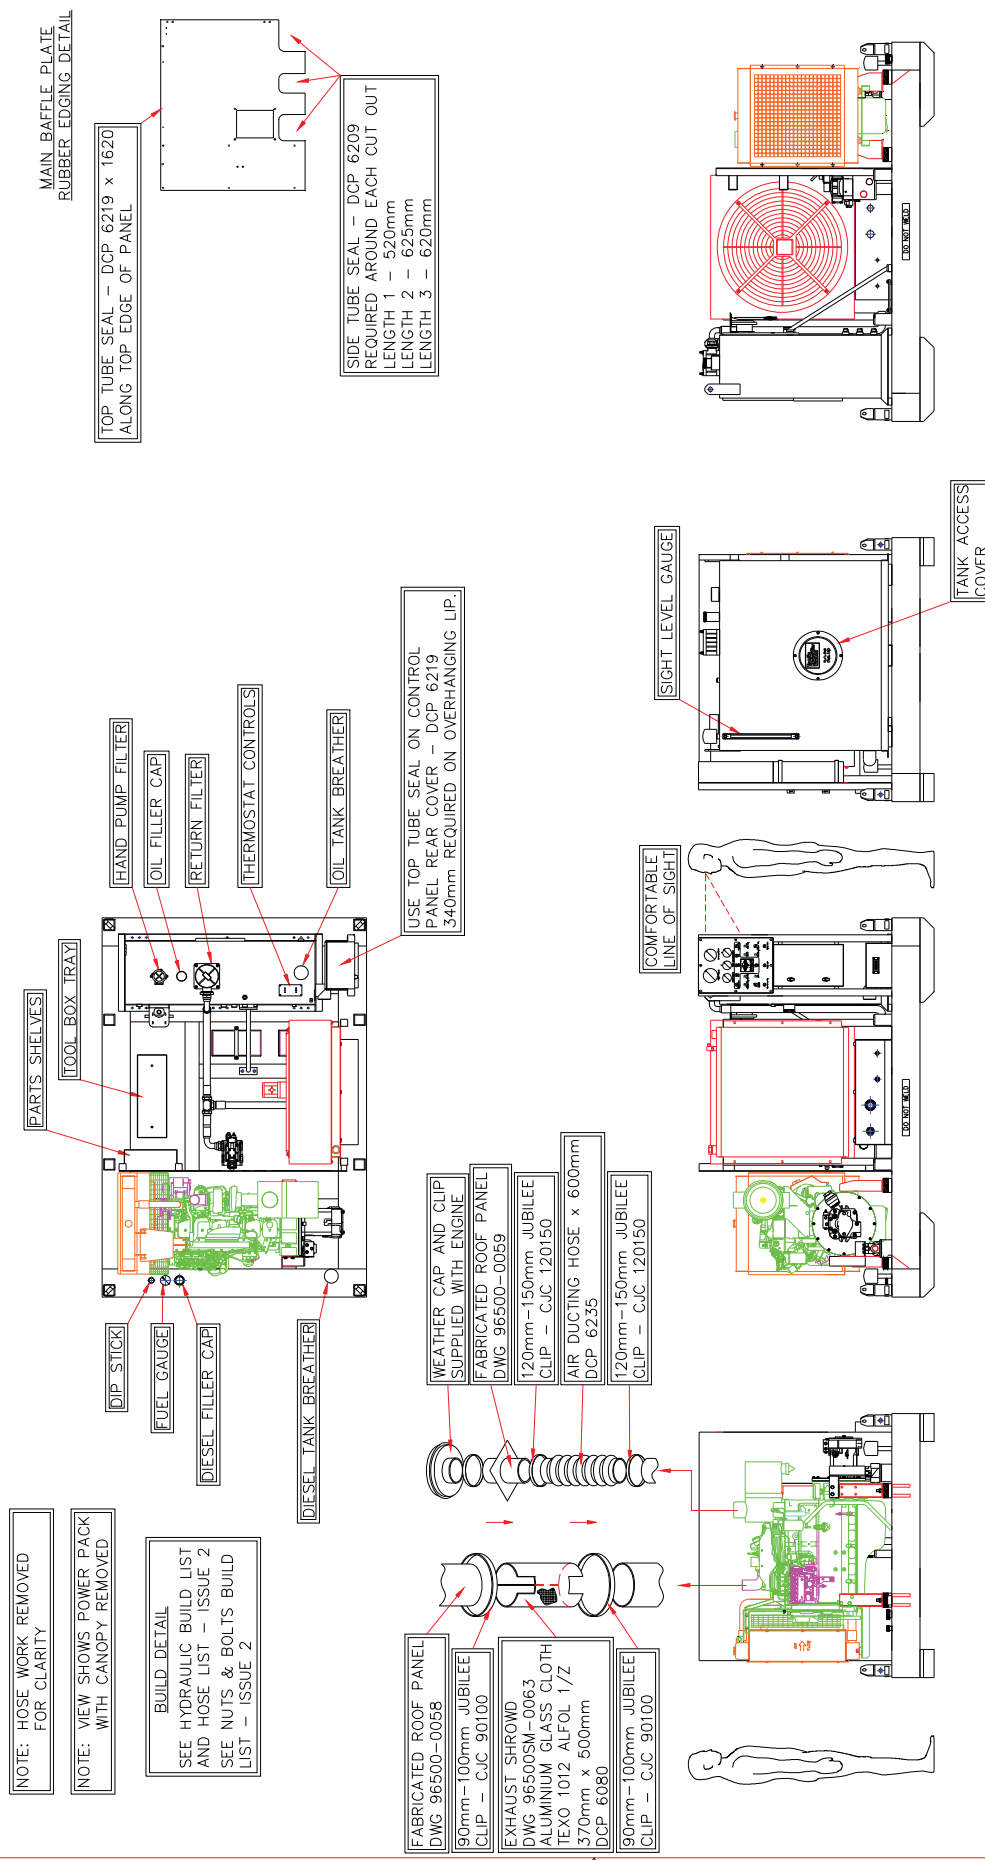 NOTE: HOSE WORK REMOVED
FOR CLARITY
NOTE: VIEW SHOWS POWER PACK
WITH CANOPY REMOVED
BUILD DETAIL
SEE HYDRAULIC BUILD LIST
AND HOSE LIST – ISSUE 2
SEE NUTS & BOLTS BUILD
LIST – ISSUE 2
PARTS SHELVES
TOOL BOX TRAY
HAND PUMP FILTER
OIL FILLER CAP
RETURN FILTER
THERMOSTAT CONTROLS
OIL TANK BREATHER
DIP STICK
FUEL GAUGE
DIESEL FILLER CAP
DIESEL TANK BREATHER
USE TOP TUBE SEAL ON CONTROL
PANEL REAR COVER – DCP 6219
340mm REQUIRED ON OVERHANGING LIP.
MAIN BAFFLE PLATE
RUBBER EDGING DETAIL
TOP TUBE SEAL – DCP 6219 x 1620
ALONG TOP EDGE OF PANEL
SIDE TUBE SEAL – DCP 6209
REQUIRED AROUND EACH CUT OUT
LENGTH 1 – 520mm
LENGTH 2 – 625mm
LENGTH 3 – 620mm
FABRICATED ROOF PANEL
DWG 96500-0058
90mm-100mm JUBILEE
CLIP – CJC 90100
EXHAUST SHROWD
DWG 96500SM-0063
ALUMINIUM GLASS CLOTH
TEXO 1012 ALFOL 1/Z
370mm x 500mm
DCP 6080
90mm-100mm JUBILEE
CLIP – CJC 90100
WEATHER CAP AND CLIP
SUPPLIED WITH ENGINE
FABRICATED ROOF PANEL
DWG 96500-0059
120mm-150mm JUBILEE
CLIP – CJC 120150
AIR DUCTING HOSE x 600mm
DCP 6235
120mm-150mm JUBILEE
CLIP – CJC 120150
COMFORTABLE
LINE OF SIGHT
SIGHT LEVEL GAUGE
TANK ACCESS
COVER
DO NOT WELD
DO NOT WELD